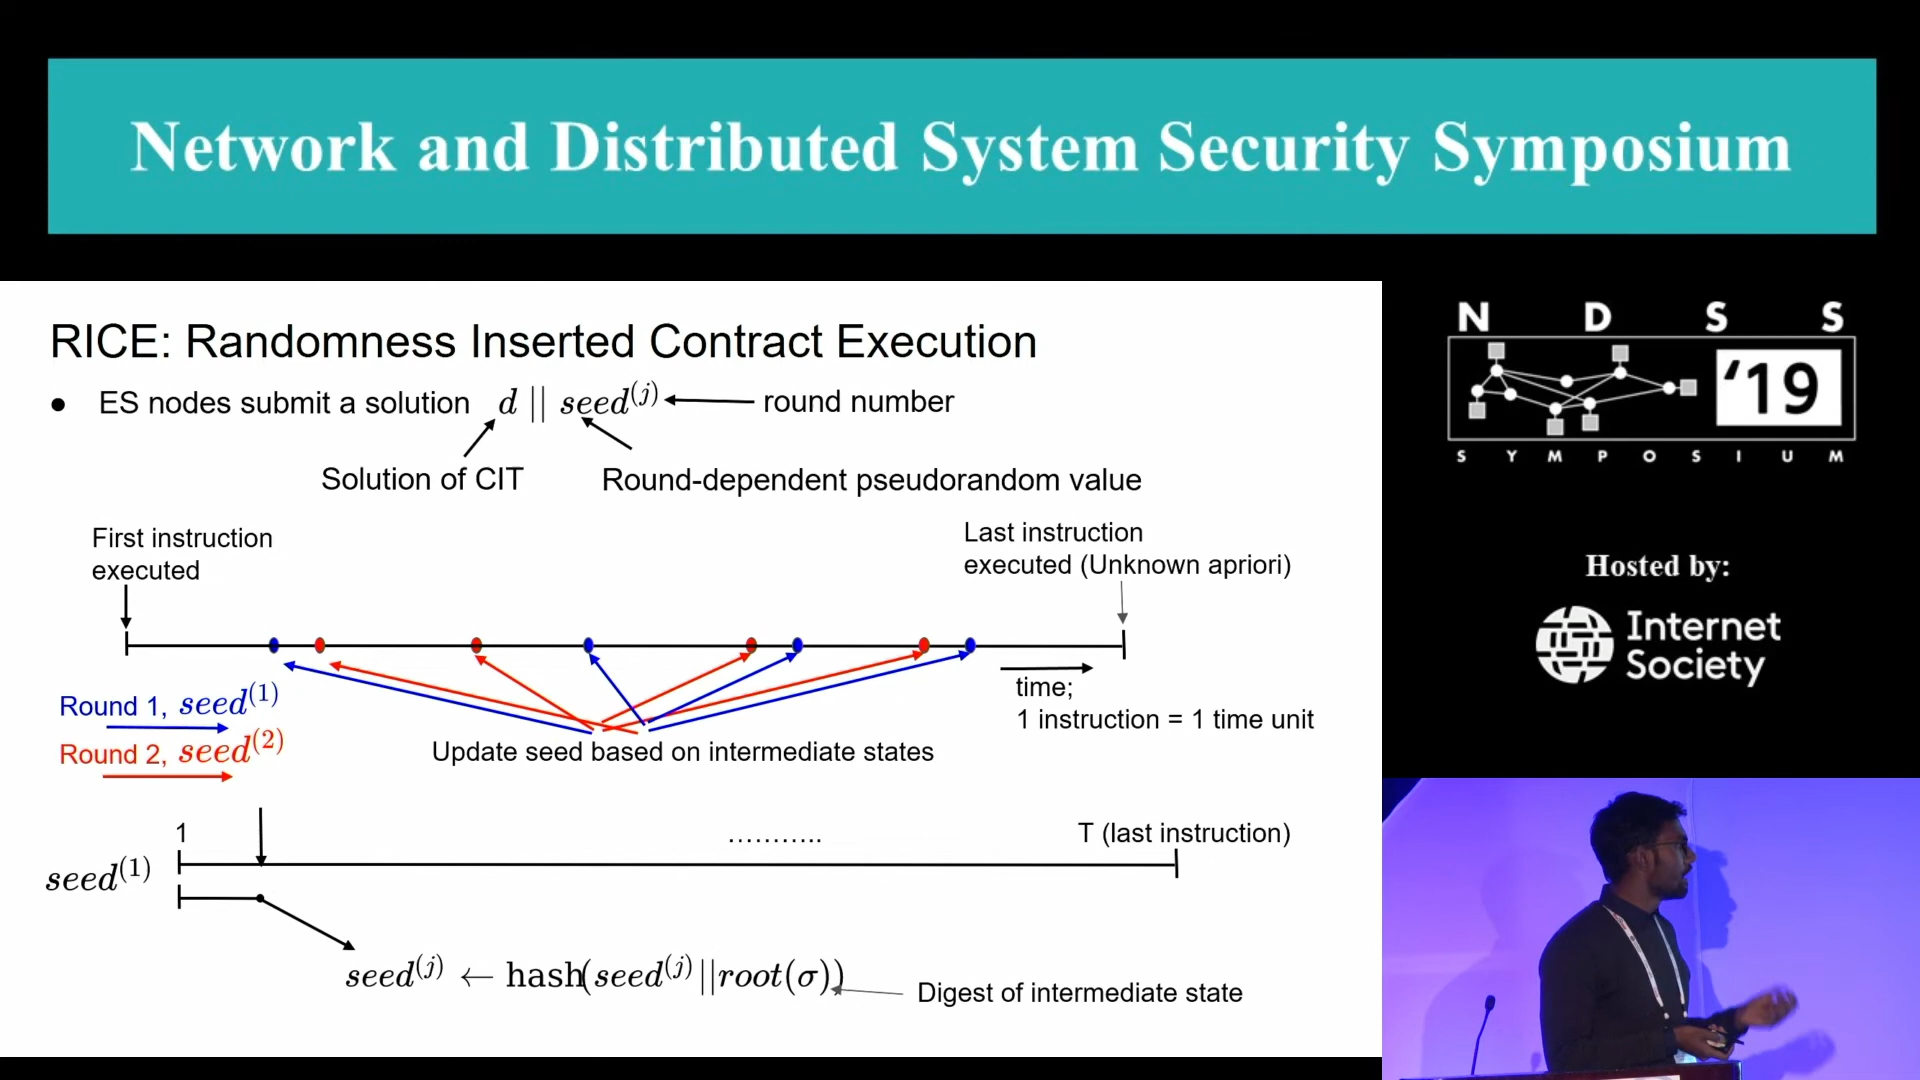 Network and Distributed System Security Symposium
N D S S
'19
S Y M P O S I U M
Hosted by:
Internet
Society
RICE: Randomness Inserted Contract Execution
● ES nodes submit a solution d || seed^(j) round number
Solution of CIT
Round-dependent pseudorandom value
First instruction
executed
Last instruction
executed (Unknown apriori)
time;
1 instruction = 1 time unit
Round 1, seed^(1)
Round 2, seed^(2)
Update seed based on intermediate states
1 ……….. T (last instruction)
seed^(1)
seed^(j) ← hash(seed^(j)||root(σ))
Digest of intermediate state